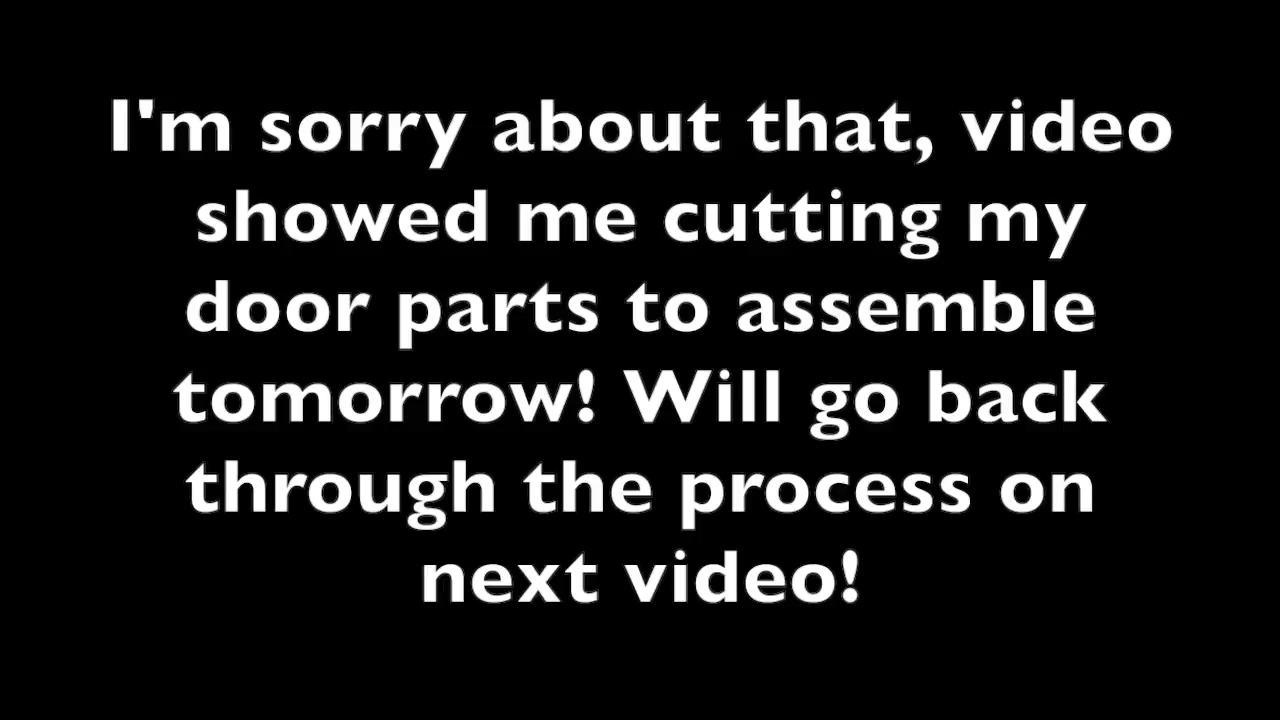 I'm sorry about that, video
showed me cutting my
door parts to assemble
tomorrow! Will go back
through the process on
next video!